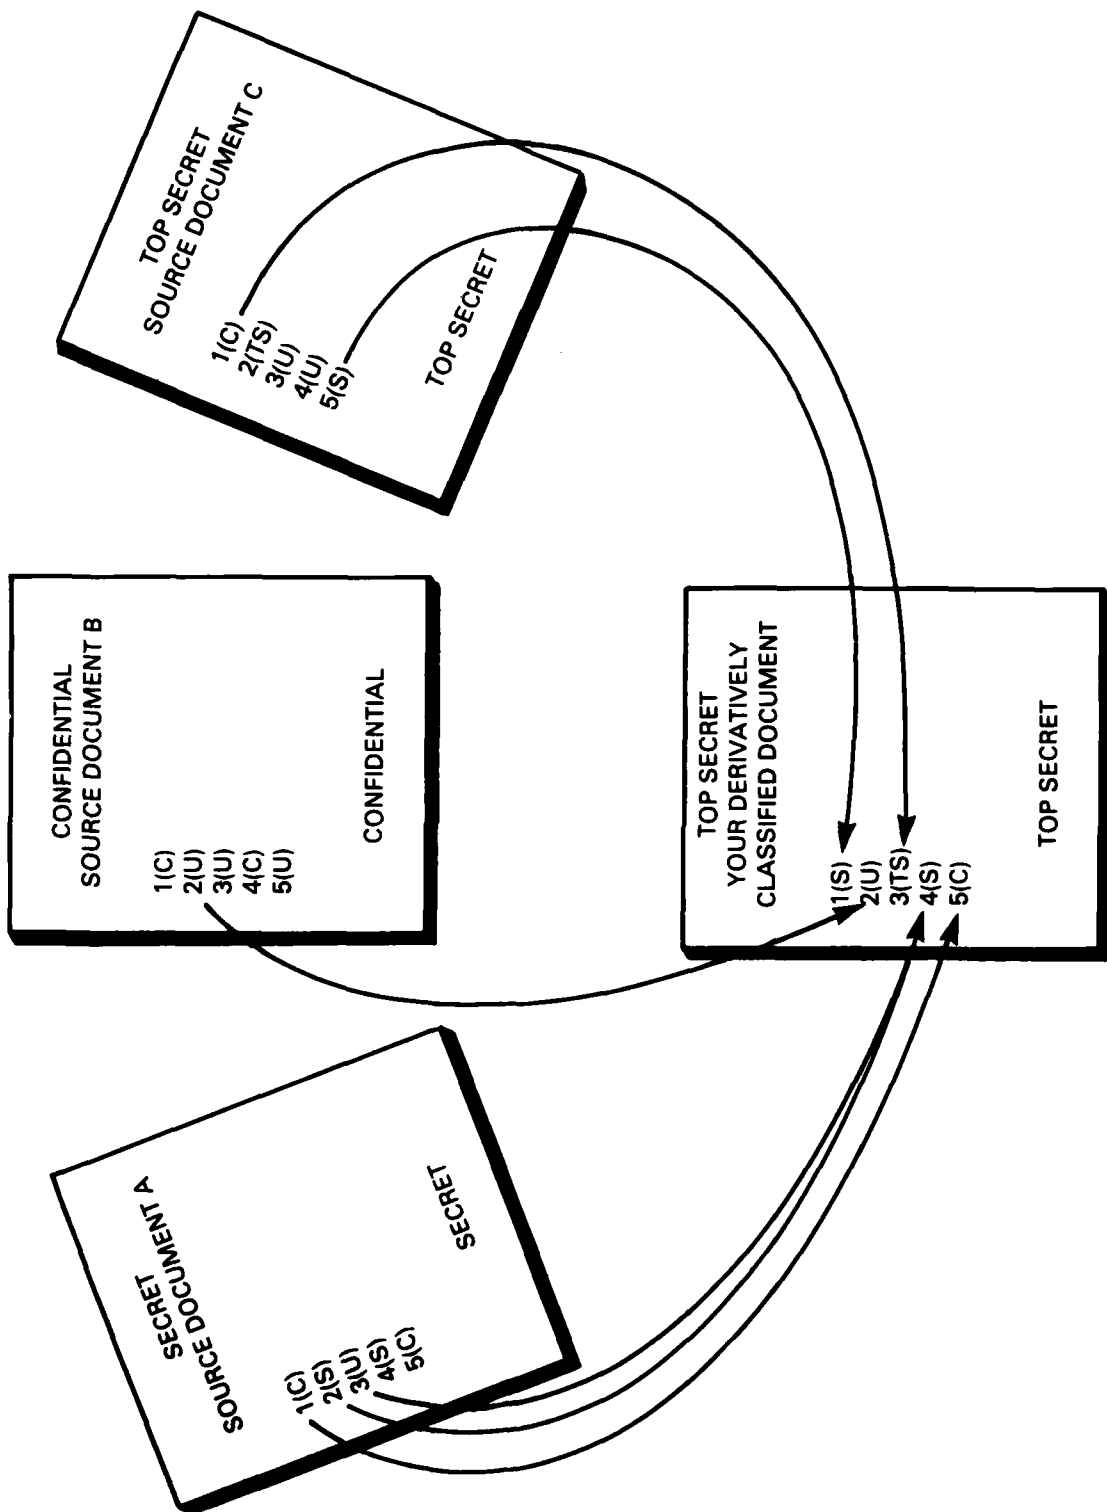 SECRET
SOURCE DOCUMENT A
1(C)
2(S)
3(U)
4(S)
5(C)
SECRET
CONFIDENTIAL
SOURCE DOCUMENT B
1(C)
2(U)
3(U)
4(C)
5(U)
CONFIDENTIAL
TOP SECRET
SOURCE DOCUMENT C
1(C)
2(TS)
3(U)
4(U)
5(S)
TOP SECRET
TOP SECRET
YOUR DERIVATIVELY
CLASSIFIED DOCUMENT
1(S)
2(U)
3(TS)
4(S)
5(C)
TOP SECRET